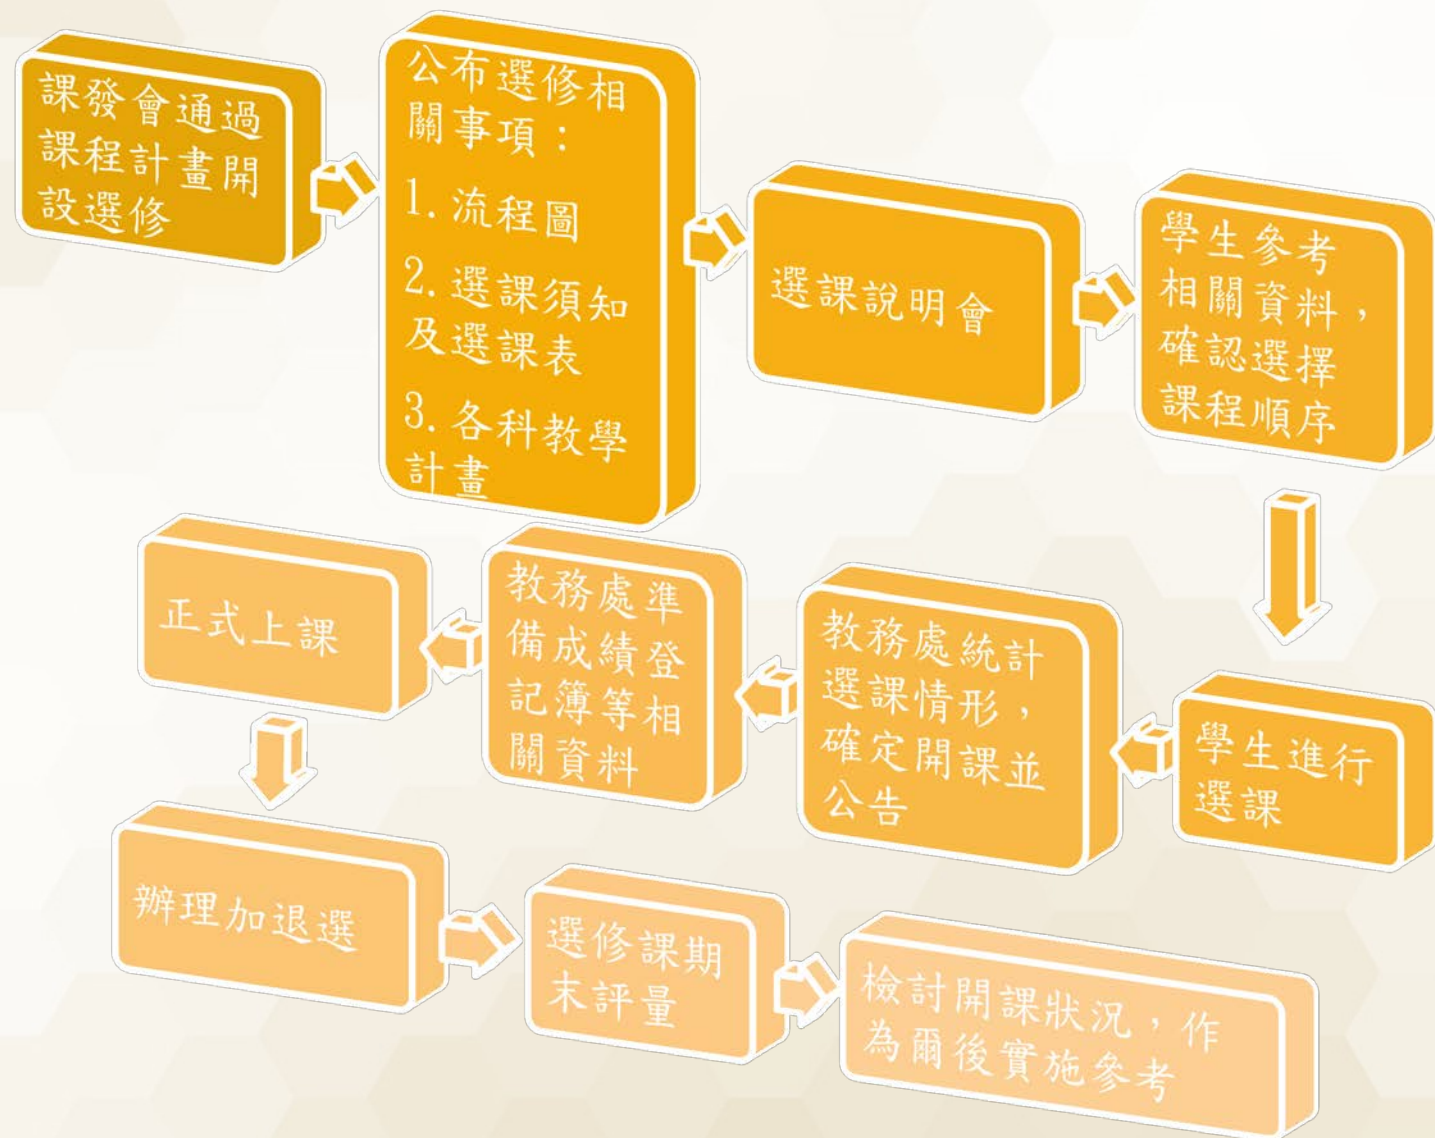 課發會通過
課程計畫開
設選修
公布選修相
關事項：
1. 流程圖
2. 選課須知
及選課表
3. 各科教學
計畫
選課說明會
學生參考
相關資料，
確認選擇
課程順序
學生進行
選課
教務處統計
選課情形，
確定開課並
公告
教務處準
備成績登
記簿等相
關資料
正式上課
辦理加退選
選修課期
末評量
檢討開課狀況，作
為爾後實施參考